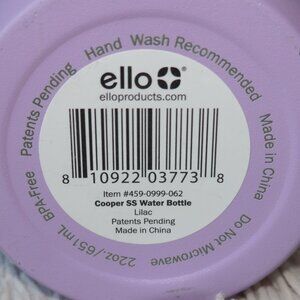 Hand Wash Recommended
Made in China
Do Not Microwave
22oz/651mL
BPA-Free
Patents Pending
ello
elloproducts.com
8 10922 03773 8
Item #459-0999-062
Cooper SS Water Bottle
Lilac
Patents Pending
Made in China